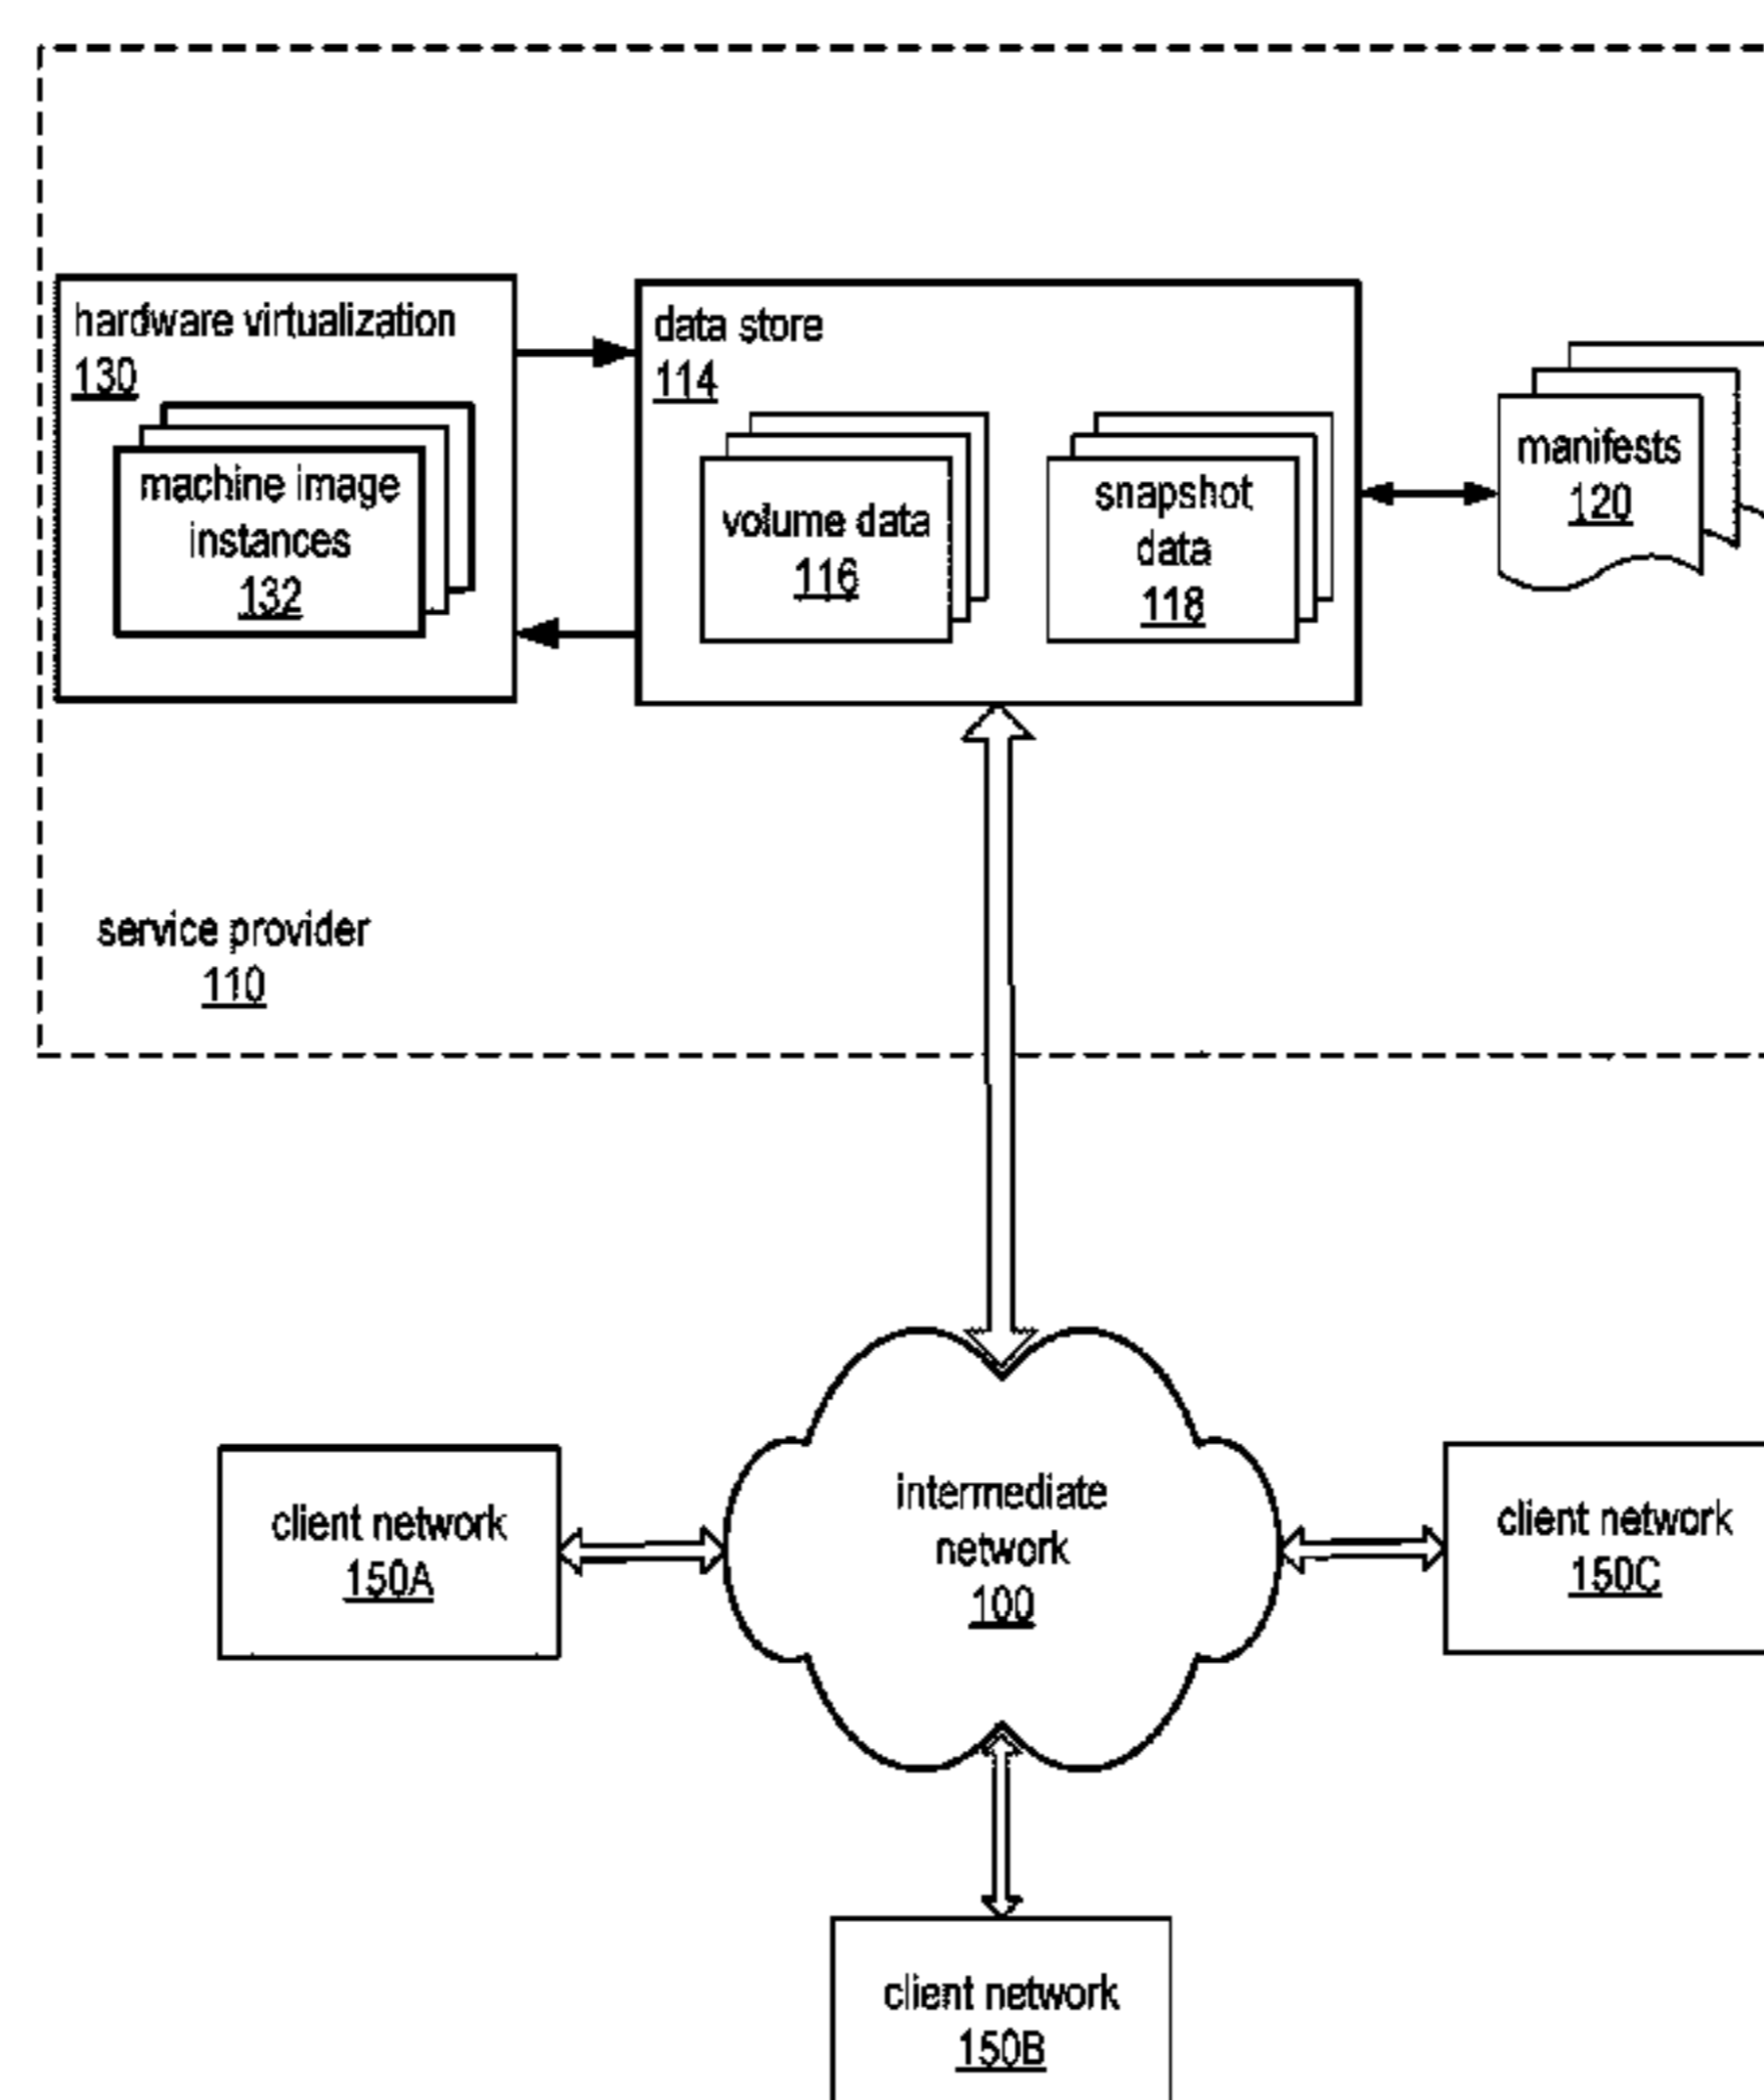 hardware virtualization
130
machine image
instances
132
data store
114
volume data
116
snapshot
data
118
manifests
120
service provider
110
intermediate
network
100
client network
150A
client network
150C
client network
150B